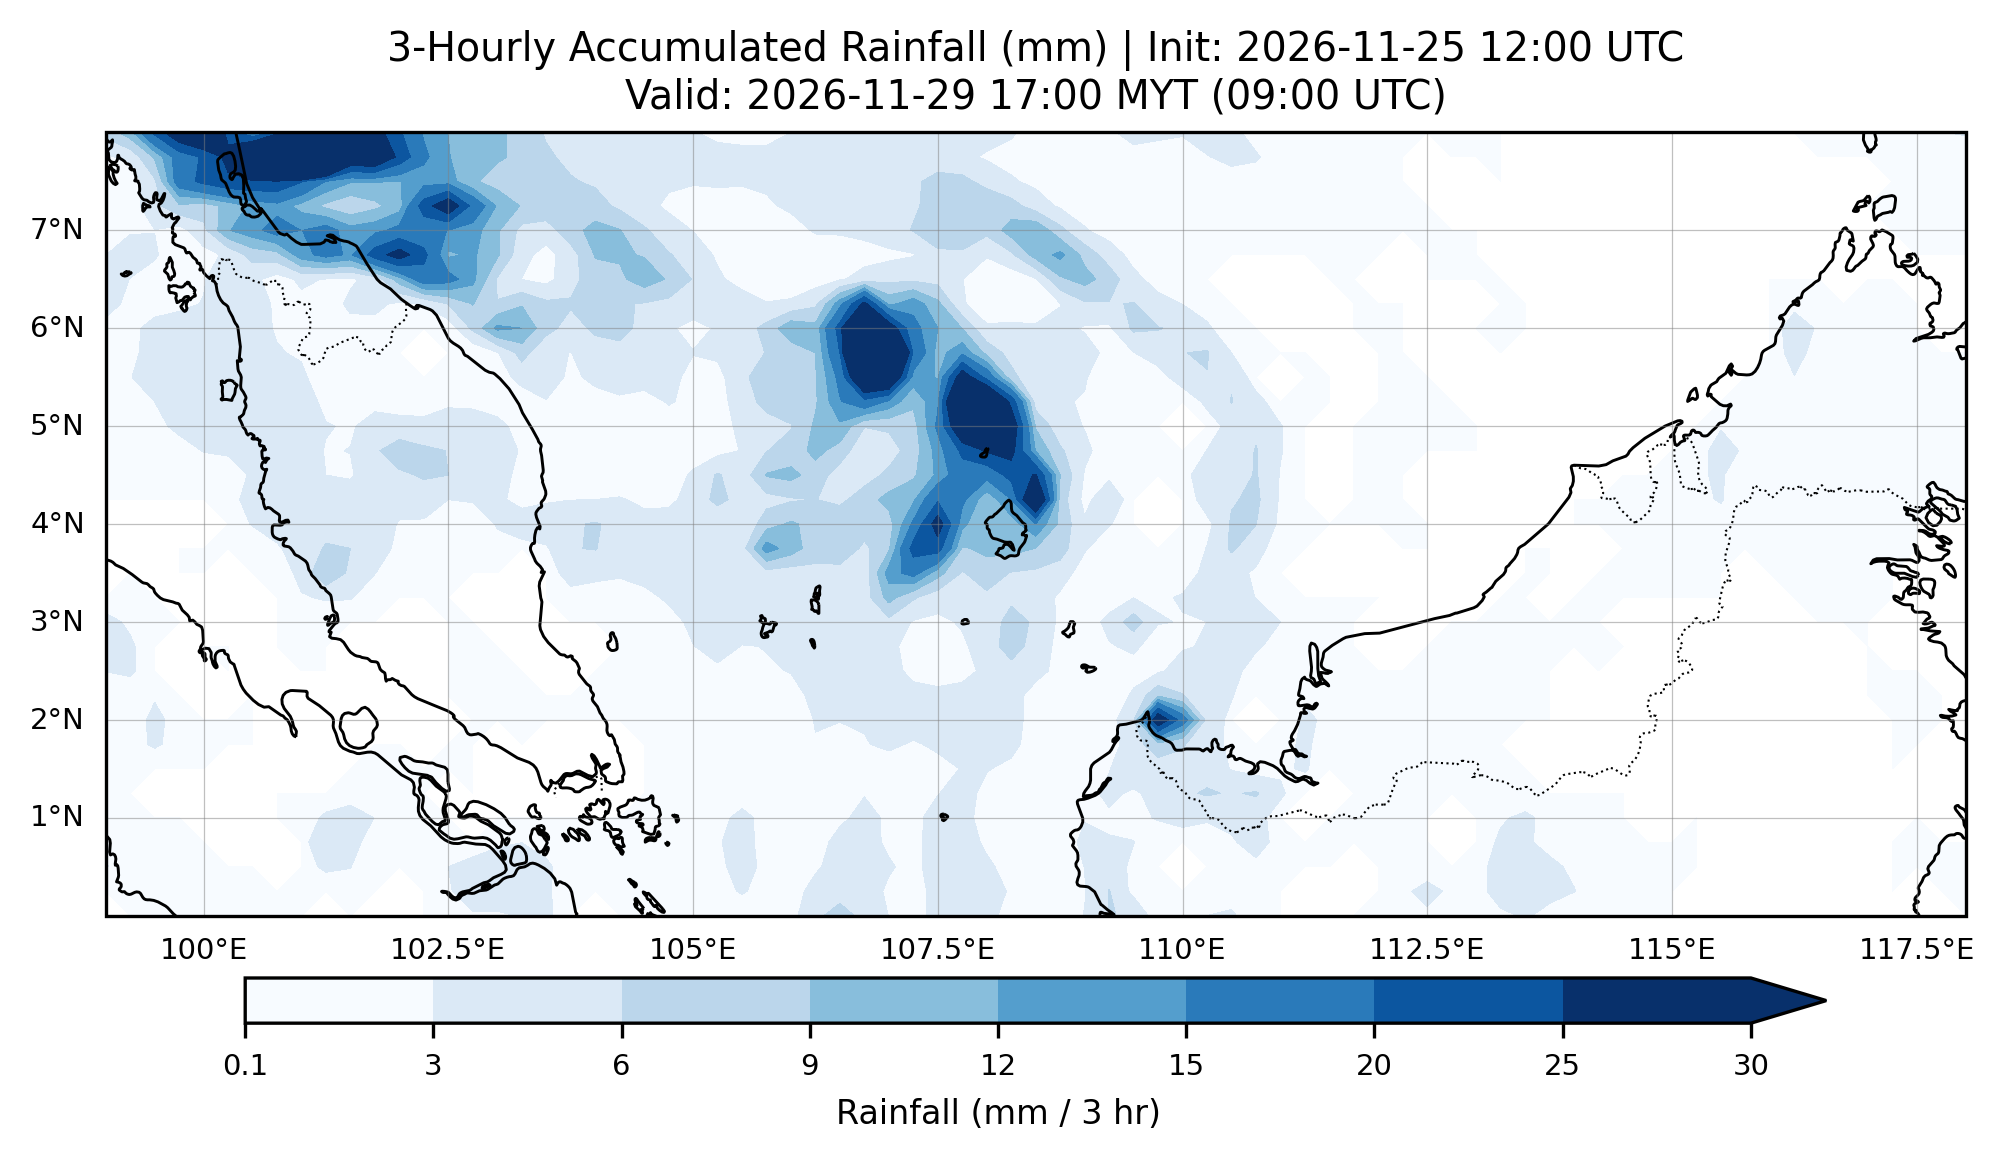 3-Hourly Accumulated Rainfall (mm) | Init: 2026-11-25 12:00 UTC
Valid: 2026-11-29 17:00 MYT (09:00 UTC)
7°N
6°N
5°N
4°N
3°N
2°N
1°N
100°E 102.5°E 105°E 107.5°E 110°E 112.5°E 115°E 117.5°E
0.1 3 6 9 12 15 20 25 30
Rainfall (mm / 3 hr)